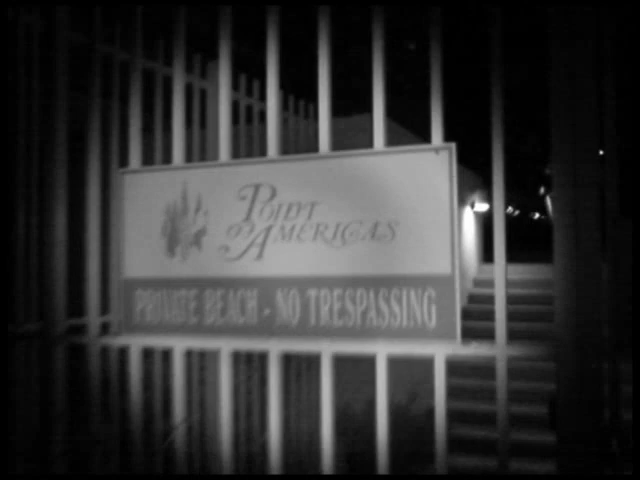 POINT
OF AMERICAS
PRIVATE BEACH - NO TRESPASSING